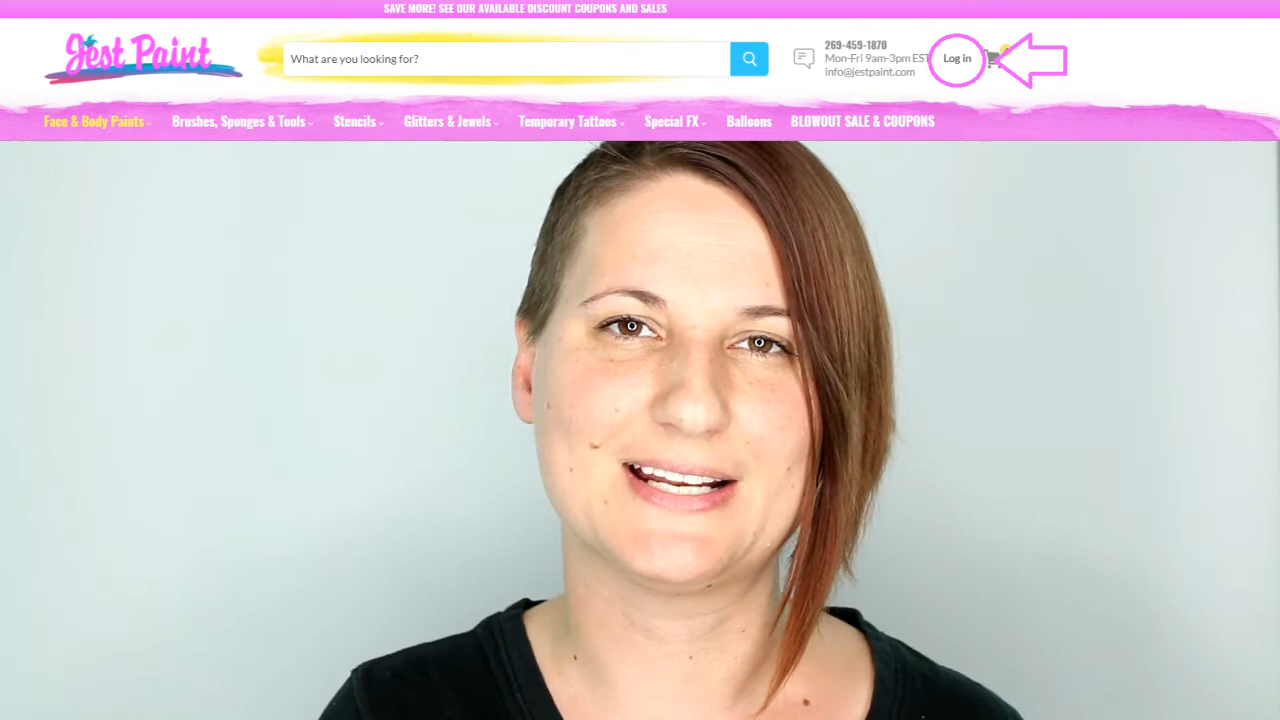 SAVE MORE! SEE OUR AVAILABLE DISCOUNT COUPONS AND SALES
Jest Paint
What are you looking for?
269-459-1870
Mon-Fri 9am-3pm EST
info@jestpaint.com
Log in
Face & Body Paints
Brushes, Sponges & Tools
Stencils
Glitters & Jewels
Temporary Tattoos
Special FX
Balloons
BLOWOUT SALE & COUPONS